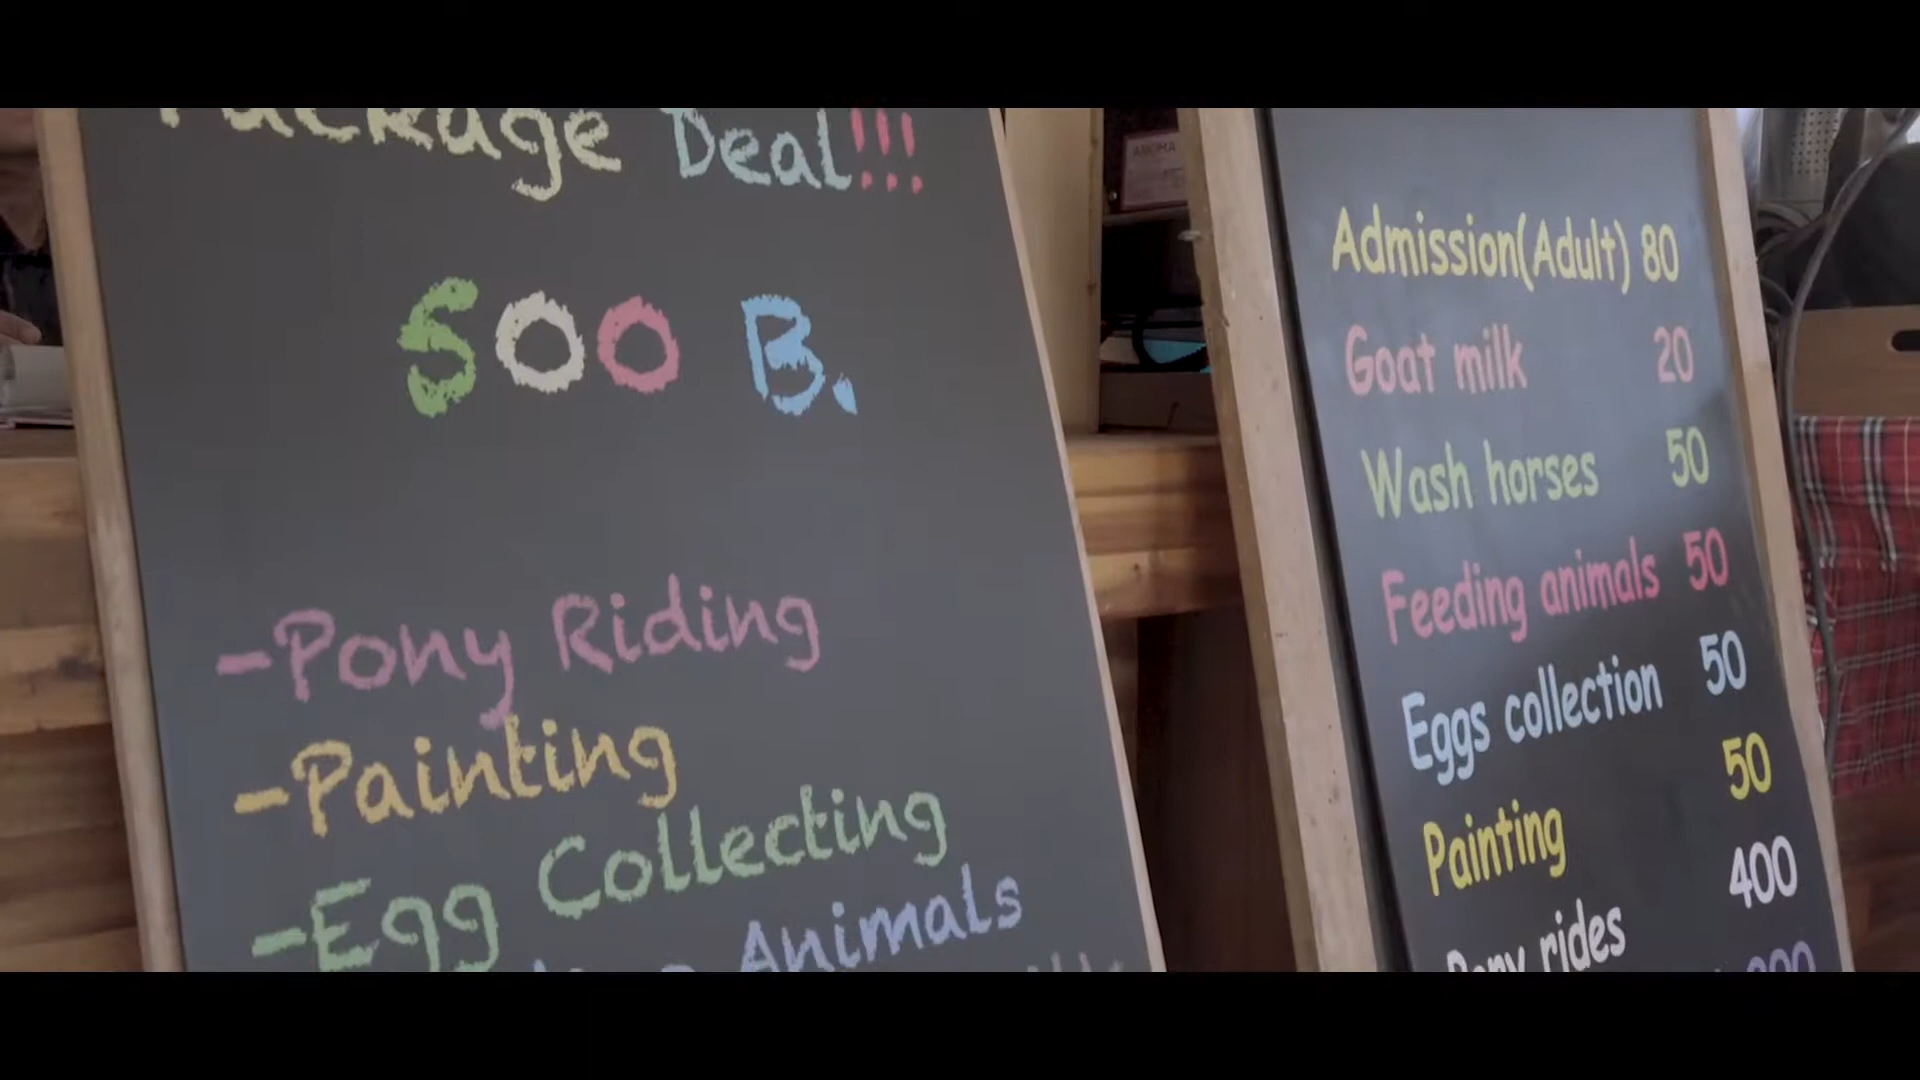 Package Deal!!!
500 B.
-Pony Riding
-Painting
-Egg Collecting
Animals
Admission(Adult) 80
Goat milk 20
Wash horses 50
Feeding animals 50
Eggs collection 50
Painting 50
Pony rides 400